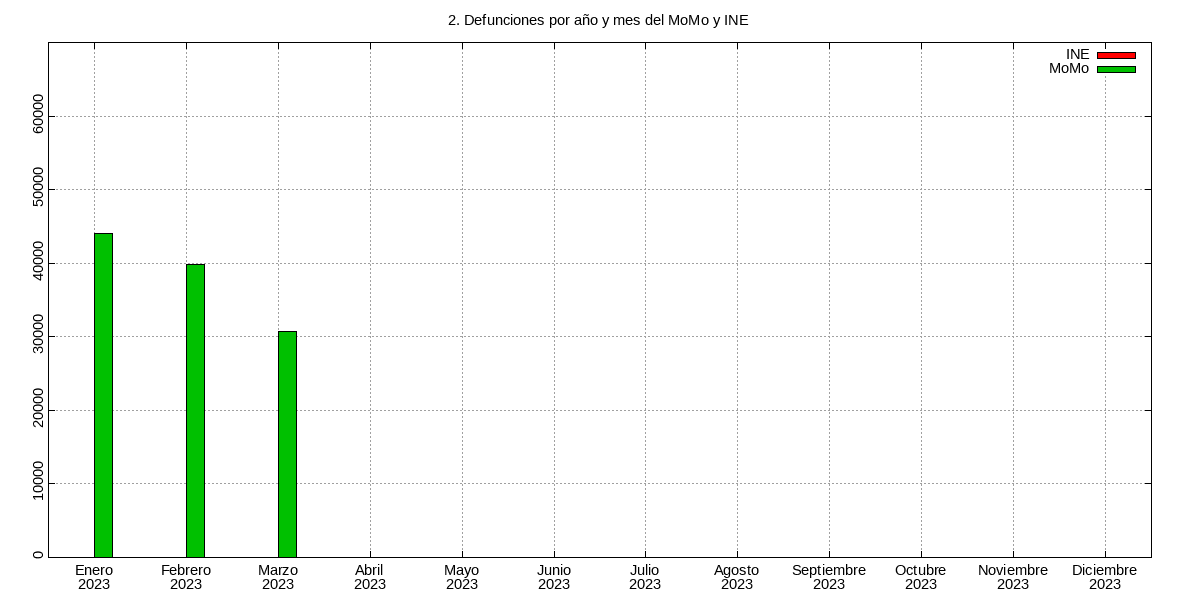 2. Defunciones por año y mes del MoMo y INE
INE
MoMo
60000
50000
40000
30000
20000
10000
0
Enero Febrero Marzo Abril Mayo Junio Julio Agosto Septiembre Octubre Noviembre Diciembre
2023 2023 2023 2023 2023 2023 2023 2023 2023 2023 2023 2023